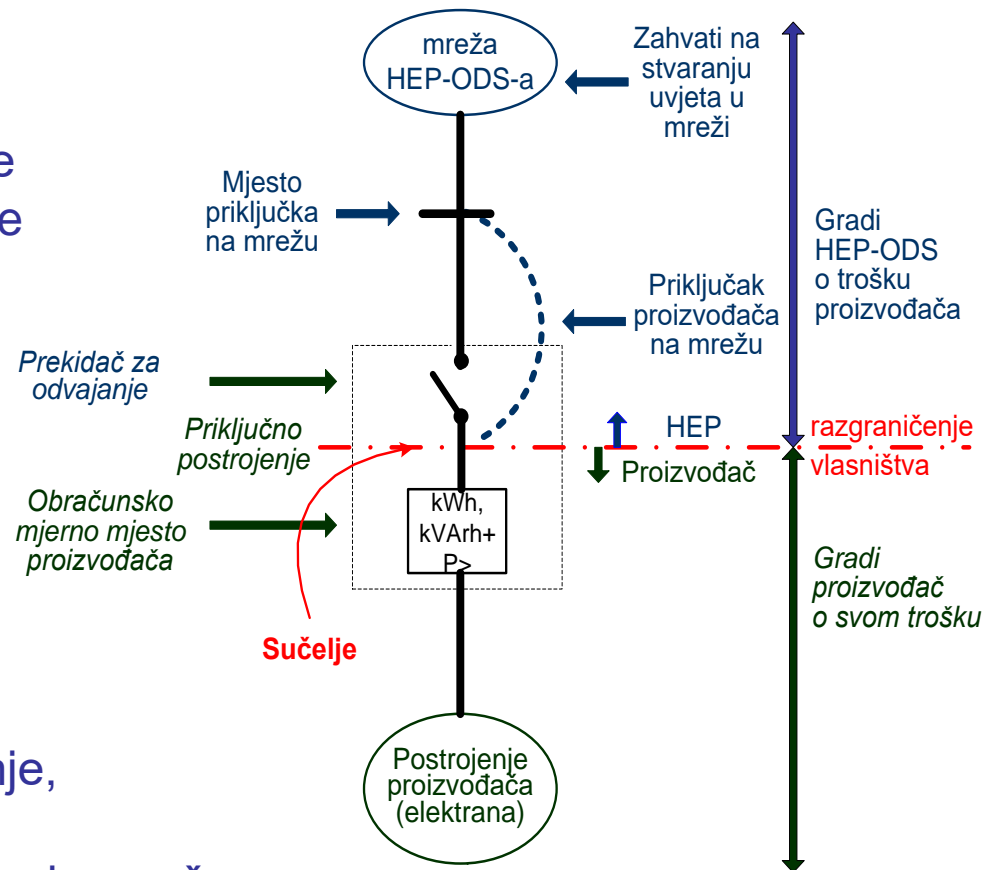 mreža
HEP-ODS-a
Zahvati na
stvaranju
uvjeta u
mreži
e
e
Mjesto
priključka
na mrežu
Gradi
HEP-ODS
o trošku
proizvođača
Priključak
proizvođača
na mrežu
Prekidač za
odvajanje
Priključno
postrojenje
HEP
razgraničenje
Proizvođač
vlasništva
Obračunsko
mjerno mjesto
proizvođača
kWh,
kVArh+
P>
Gradi
proizvođač
o svom trošku
Sučelje
Postrojenje
proizvođača
(elektrana)
nje,